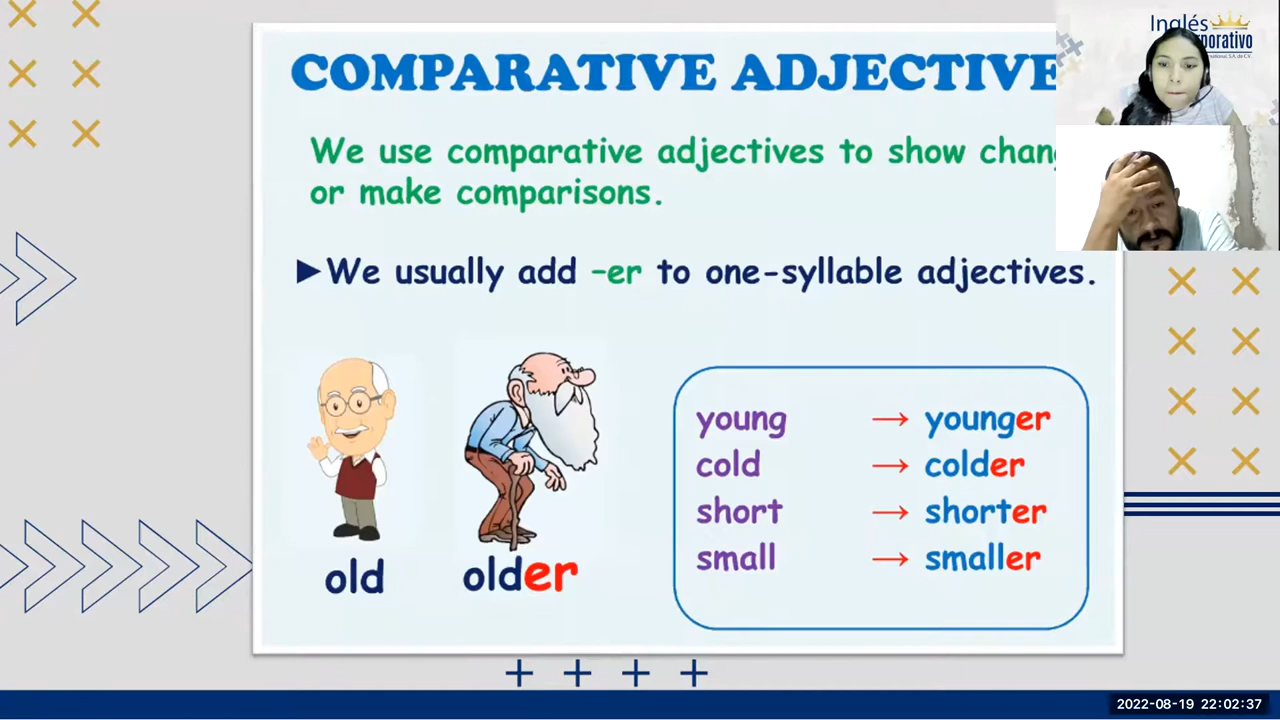 COMPARATIVE ADJECTIVE
We use comparative adjectives to show chang
or make comparisons.
►We usually add –er to one-syllable adjectives.
young → younger
cold → colder
short → shorter
small → smaller
old
older
Inglés
porativo
2022-08-19 22:02:37